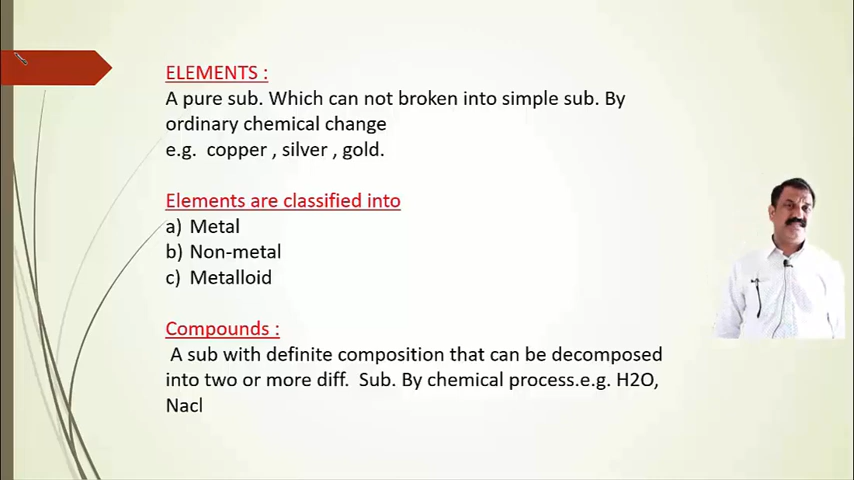 ELEMENTS :
A pure sub. Which can not broken into simple sub. By
ordinary chemical change
e.g.  copper , silver , gold.
Elements are classified into
a) Metal
b) Non-metal
c) Metalloid
Compounds :
A sub with definite composition that can be decomposed
into two or more diff.  Sub. By chemical process.e.g. H2O,
Nacl